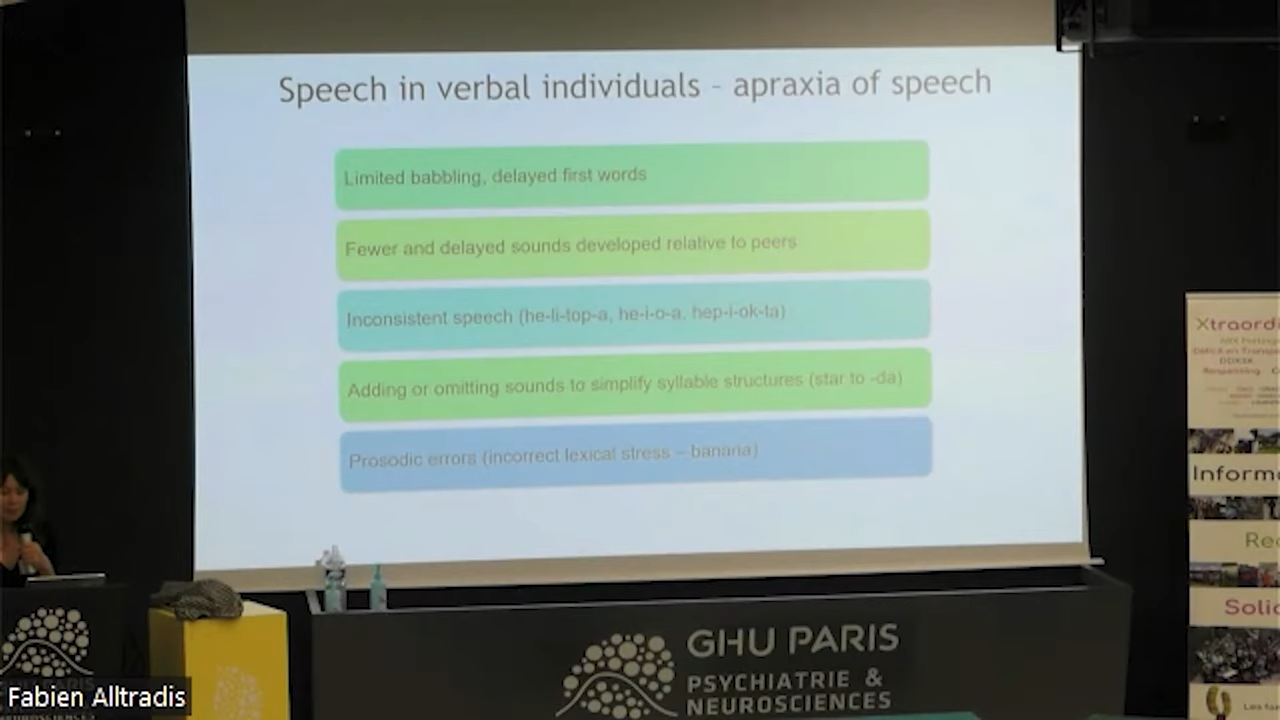 Speech in verbal individuals - apraxia of speech
Limited babbling, delayed first words
Fewer and delayed sounds developed relative to peers
Inconsistent speech (he-li-top-a, he-i-o-a, hep-i-ok-ta)
Adding or omitting sounds to simplify syllable structures (star to -da)
Prosodic errors (incorrect lexical stress – banana)
Xtraord
Inform
Re
Solic
GHU PARIS
PSYCHIATRIE &
NEUROSCIENCES
Fabien Alltradis